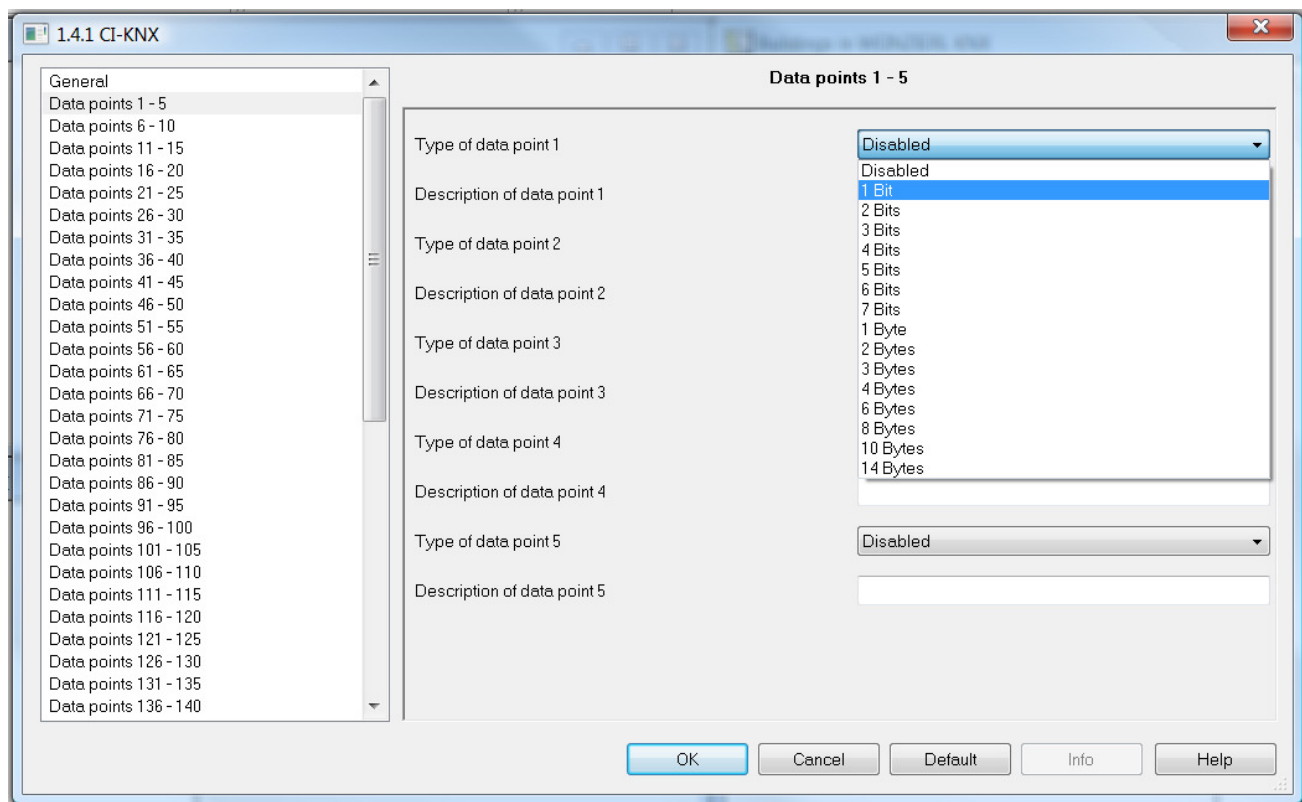 1.4.1 CI-KNX
Buildings in WEINZIERL KNX
General
Data points 1 - 5
Data points 6 - 10
Data points 11 - 15
Data points 16 - 20
Data points 21 - 25
Data points 26 - 30
Data points 31 - 35
Data points 36 - 40
Data points 41 - 45
Data points 46 - 50
Data points 51 - 55
Data points 56 - 60
Data points 61 - 65
Data points 66 - 70
Data points 71 - 75
Data points 76 - 80
Data points 81 - 85
Data points 86 - 90
Data points 91 - 95
Data points 96 - 100
Data points 101 - 105
Data points 106 - 110
Data points 111 - 115
Data points 116 - 120
Data points 121 - 125
Data points 126 - 130
Data points 131 - 135
Data points 136 - 140
Data points 1 - 5
Type of data point 1
Disabled
Disabled
1 Bit
2 Bits
3 Bits
4 Bits
5 Bits
6 Bits
7 Bits
1 Byte
2 Bytes
3 Bytes
4 Bytes
6 Bytes
8 Bytes
10 Bytes
14 Bytes
Description of data point 1
Type of data point 2
Description of data point 2
Type of data point 3
Description of data point 3
Type of data point 4
Description of data point 4
Type of data point 5
Disabled
Description of data point 5
OK
Cancel
Default
Info
Help